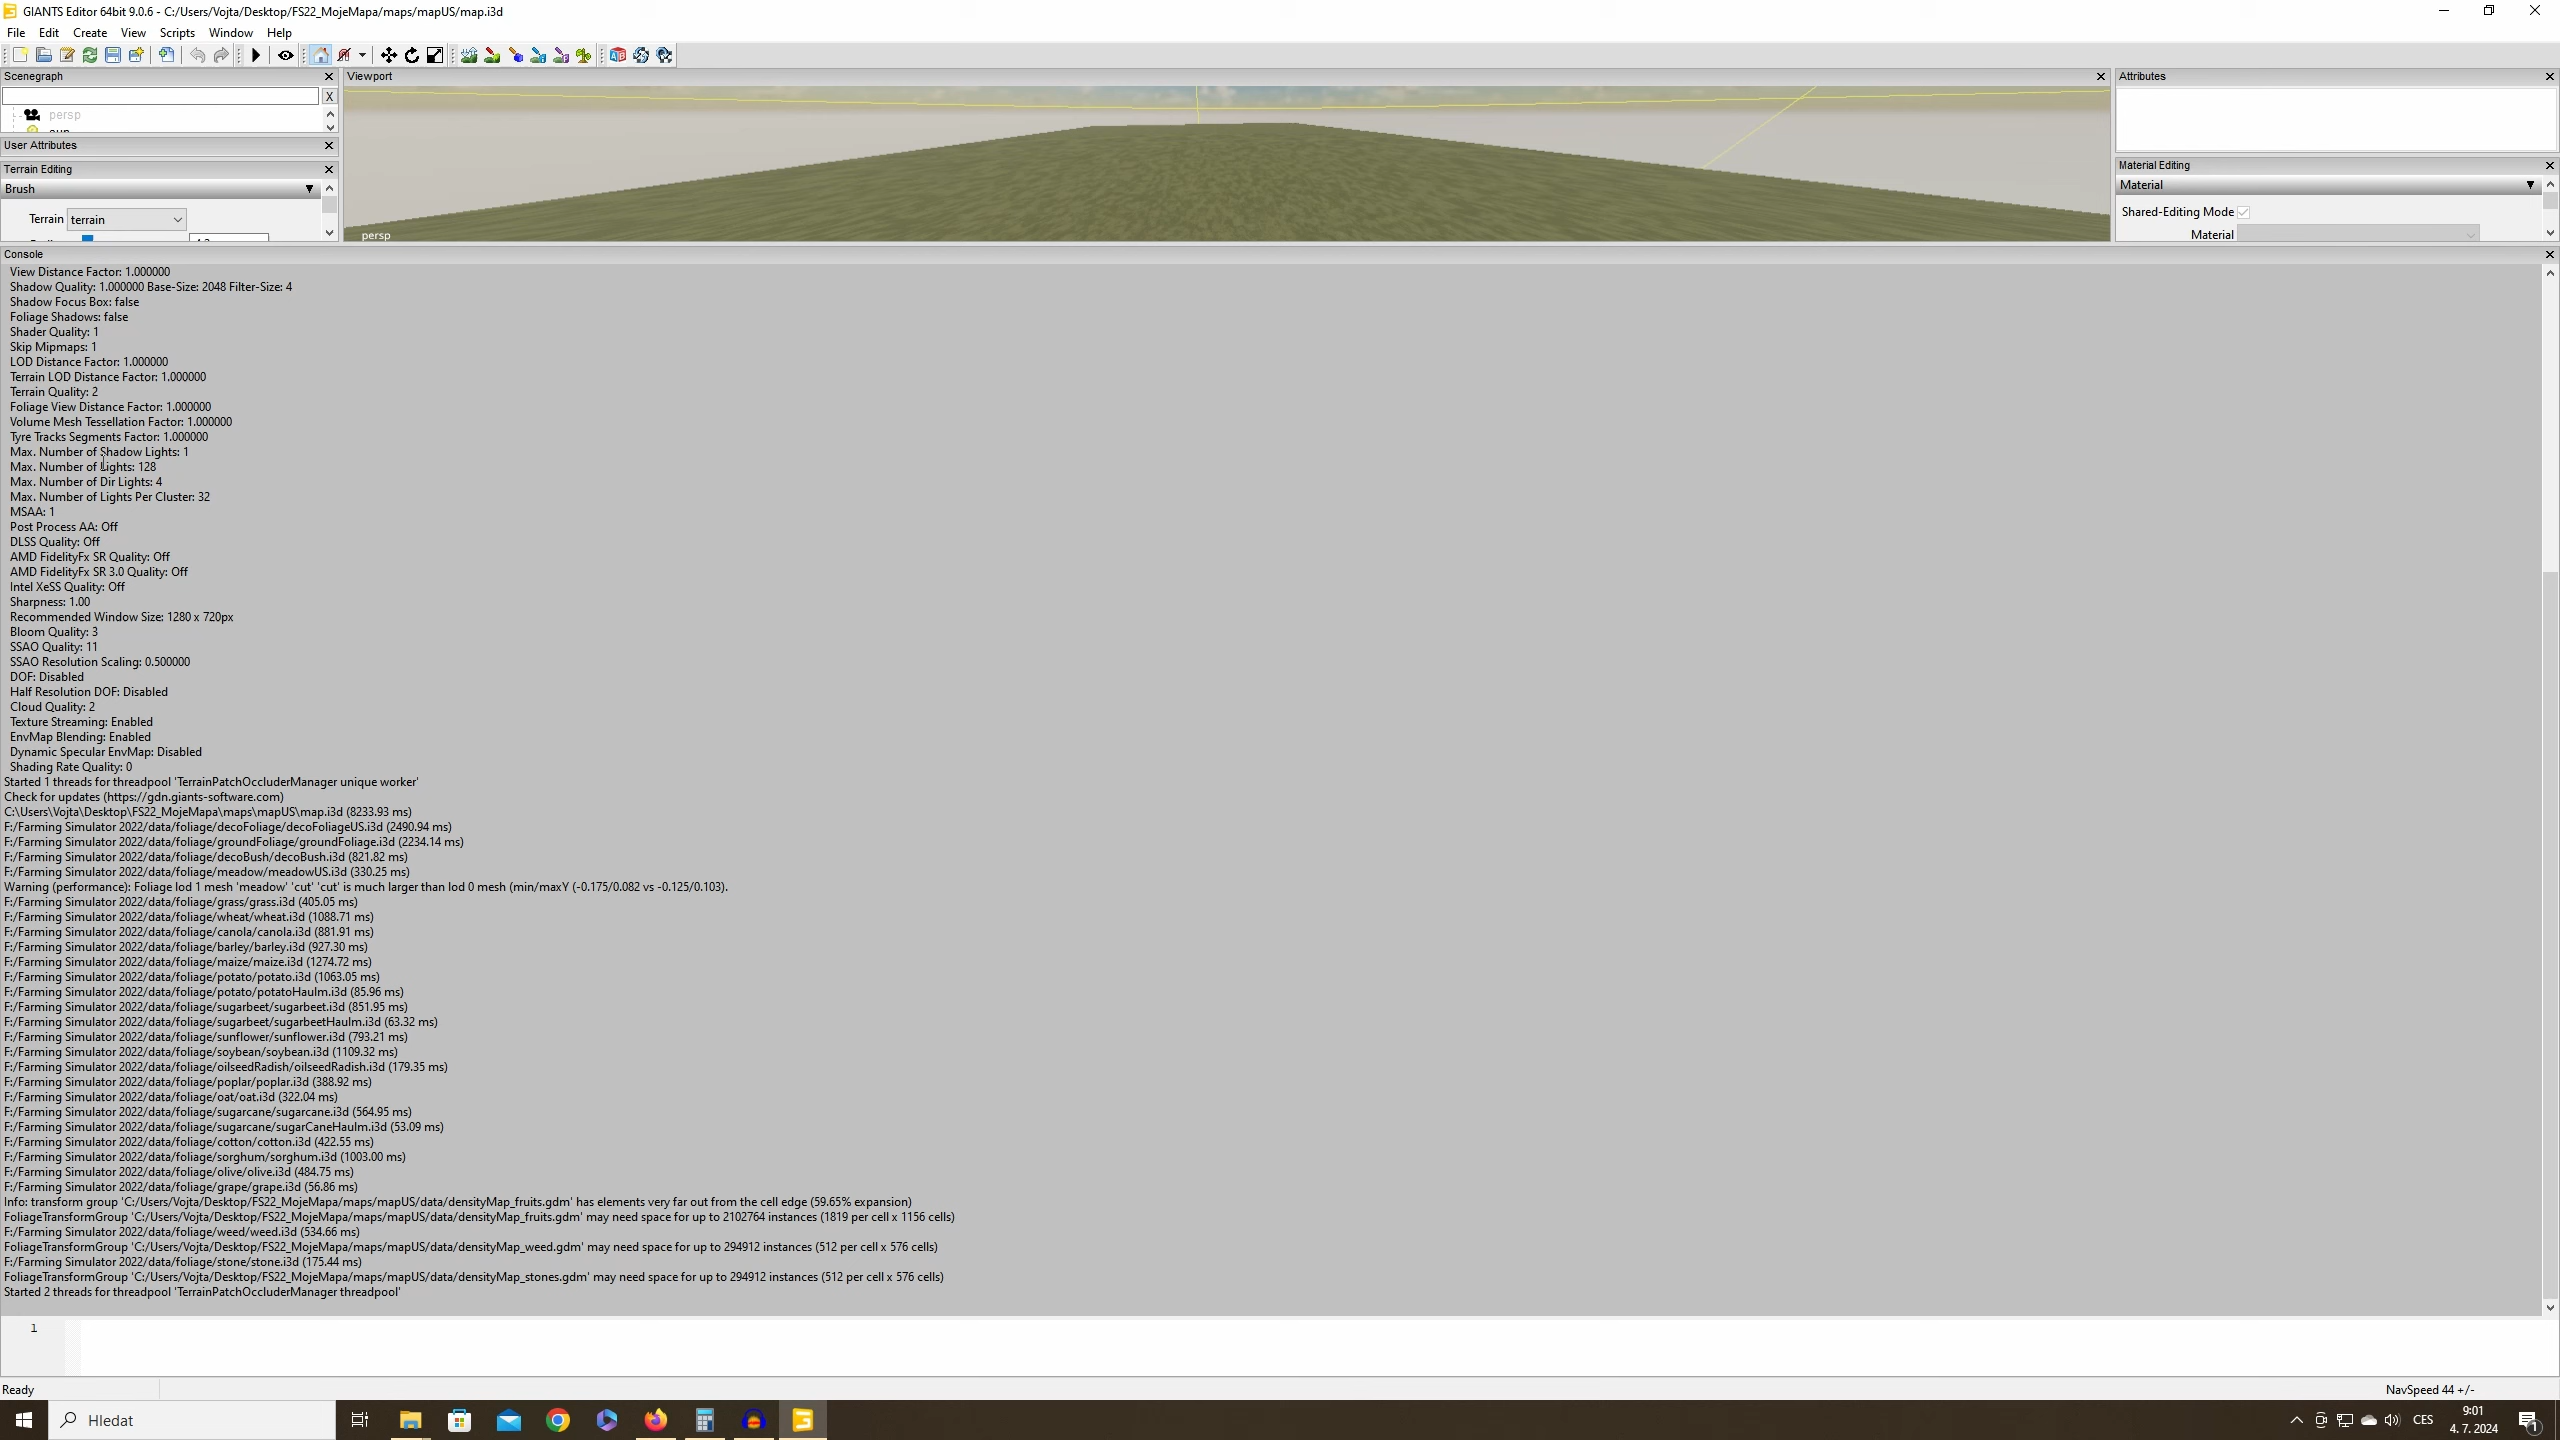 GIANTS Editor 64bit 9.0.6 - C:/Users/Vojta/Desktop/FS22_MojeMapa/maps/mapUS/map.i3d
File Edit Create View Scripts Window Help
Scenegraph
Viewport
Attributes
X
persp
User Attributes
Terrain Editing
Material Editing
Brush
Material
Terrain terrain
Shared-Editing Mode
persp
Material
Console
View Distance Factor: 1.000000
Shadow Quality: 1.000000 Base-Size: 2048 Filter-Size: 4
Shadow Focus Box: false
Foliage Shadows: false
Shader Quality: 1
Skip Mipmaps: 1
LOD Distance Factor: 1.000000
Terrain LOD Distance Factor: 1.000000
Terrain Quality: 2
Foliage View Distance Factor: 1.000000
Volume Mesh Tessellation Factor: 1.000000
Tyre Tracks Segments Factor: 1.000000
Max. Number of Shadow Lights: 1
Max. Number of Lights: 128
Max. Number of Dir Lights: 4
Max. Number of Lights Per Cluster: 32
MSAA: 1
Post Process AA: Off
DLSS Quality: Off
AMD FidelityFx SR Quality: Off
AMD FidelityFx SR 3.0 Quality: Off
Intel XeSS Quality: Off
Sharpness: 1.00
Recommended Window Size: 1280 x 720px
Bloom Quality: 3
SSAO Quality: 11
SSAO Resolution Scaling: 0.500000
DOF: Disabled
Half Resolution DOF: Disabled
Cloud Quality: 2
Texture Streaming: Enabled
EnvMap Blending: Enabled
Dynamic Specular EnvMap: Disabled
Shading Rate Quality: 0
Started 1 threads for threadpool 'TerrainPatchOccluderManager unique worker'
Check for updates (https://gdn.giants-software.com)
C:\Users\Vojta\Desktop\FS22_MojeMapa\maps\mapUS\map.i3d (8233.93 ms)
F:/Farming Simulator 2022/data/foliage/decoFoliage/decoFoliageUS.i3d (2490.94 ms)
F:/Farming Simulator 2022/data/foliage/groundFoliage/groundFoliage.i3d (2234.14 ms)
F:/Farming Simulator 2022/data/foliage/decoBush/decoBush.i3d (821.82 ms)
F:/Farming Simulator 2022/data/foliage/meadow/meadowUS.i3d (330.25 ms)
Warning (performance): Foliage lod 1 mesh 'meadow' 'cut' 'cut' is much larger than lod 0 mesh (min/maxY (-0.175/0.082 vs -0.125/0.103).
F:/Farming Simulator 2022/data/foliage/grass/grass.i3d (405.05 ms)
F:/Farming Simulator 2022/data/foliage/wheat/wheat.i3d (1088.71 ms)
F:/Farming Simulator 2022/data/foliage/canola/canola.i3d (881.91 ms)
F:/Farming Simulator 2022/data/foliage/barley/barley.i3d (927.30 ms)
F:/Farming Simulator 2022/data/foliage/maize/maize.i3d (1274.72 ms)
F:/Farming Simulator 2022/data/foliage/potato/potato.i3d (1063.05 ms)
F:/Farming Simulator 2022/data/foliage/potato/potatoHaulm.i3d (85.96 ms)
F:/Farming Simulator 2022/data/foliage/sugarbeet/sugarbeet.i3d (851.95 ms)
F:/Farming Simulator 2022/data/foliage/sugarbeet/sugarbeetHaulm.i3d (63.32 ms)
F:/Farming Simulator 2022/data/foliage/sunflower/sunflower.i3d (793.21 ms)
F:/Farming Simulator 2022/data/foliage/soybean/soybean.i3d (1109.32 ms)
F:/Farming Simulator 2022/data/foliage/oilseedRadish/oilseedRadish.i3d (179.35 ms)
F:/Farming Simulator 2022/data/foliage/poplar/poplar.i3d (388.92 ms)
F:/Farming Simulator 2022/data/foliage/oat/oat.i3d (322.04 ms)
F:/Farming Simulator 2022/data/foliage/sugarcane/sugarcane.i3d (564.95 ms)
F:/Farming Simulator 2022/data/foliage/sugarcane/sugarCaneHaulm.i3d (53.09 ms)
F:/Farming Simulator 2022/data/foliage/cotton/cotton.i3d (422.55 ms)
F:/Farming Simulator 2022/data/foliage/sorghum/sorghum.i3d (1003.00 ms)
F:/Farming Simulator 2022/data/foliage/olive/olive.i3d (484.75 ms)
F:/Farming Simulator 2022/data/foliage/grape/grape.i3d (56.86 ms)
Info: transform group 'C:/Users/Vojta/Desktop/FS22_MojeMapa/maps/mapUS/data/densityMap_fruits.gdm' has elements very far out from the cell edge (59.65% expansion)
FoliageTransformGroup 'C:/Users/Vojta/Desktop/FS22_MojeMapa/maps/mapUS/data/densityMap_fruits.gdm' may need space for up to 2102764 instances (1819 per cell x 1156 cells)
F:/Farming Simulator 2022/data/foliage/weed/weed.i3d (534.66 ms)
FoliageTransformGroup 'C:/Users/Vojta/Desktop/FS22_MojeMapa/maps/mapUS/data/densityMap_weed.gdm' may need space for up to 294912 instances (512 per cell x 576 cells)
F:/Farming Simulator 2022/data/foliage/stone/stone.i3d (175.44 ms)
FoliageTransformGroup 'C:/Users/Vojta/Desktop/FS22_MojeMapa/maps/mapUS/data/densityMap_stones.gdm' may need space for up to 294912 instances (512 per cell x 576 cells)
Started 2 threads for threadpool 'TerrainPatchOccluderManager threadpool'
1
Ready
NavSpeed 44 +/-
Hledat
CES
9:01
4. 7. 2024
1